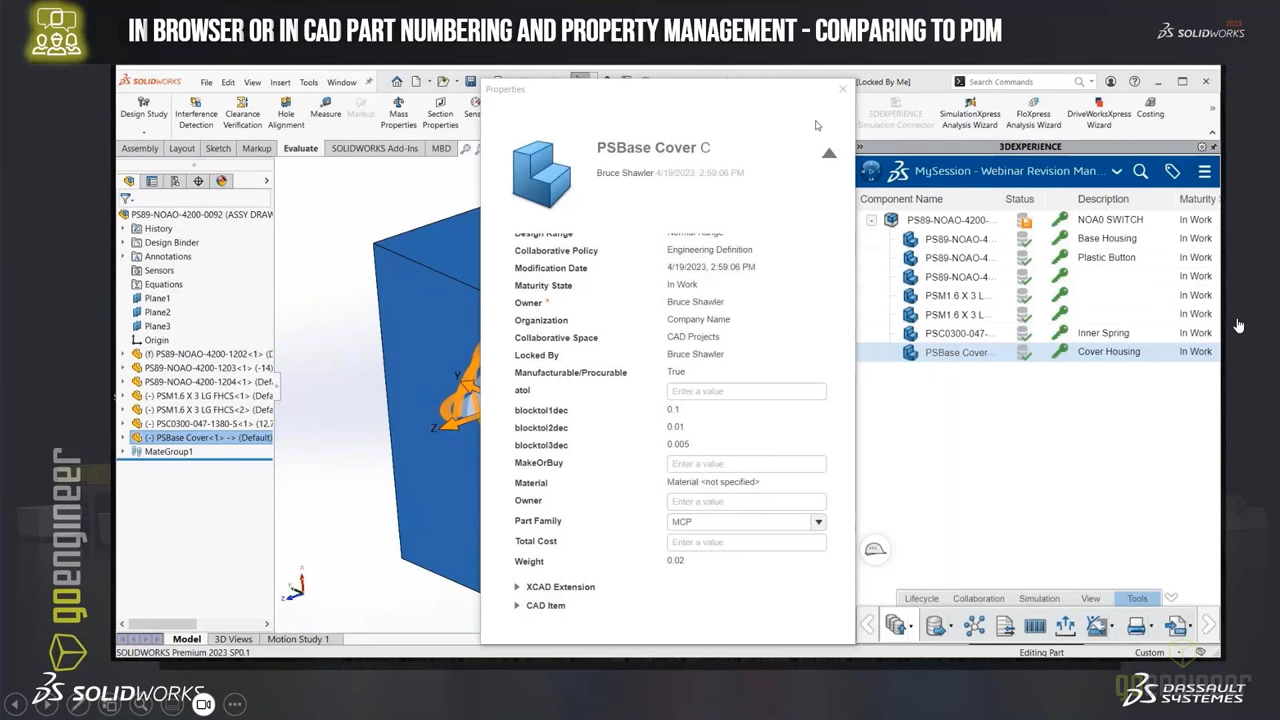 IN BROWSER OR IN CAD PART NUMBERING AND PROPERTY MANAGEMENT - COMPARING TO PDM
2023
SOLIDWORKS
SOLIDWORKS File Edit View Insert Tools Window [Locked By Me] Search Commands
Design Study
Interference Detection
Clearance Verification
Hole Alignment
Measure
Markup
Mass Properties
Section Properties
3DEXPERIENCE Simulation Connector
SimulationXpress Analysis Wizard
FloXpress Analysis Wizard
DriveWorksXpress Wizard
Costing
Assembly Layout Sketch Markup Evaluate SOLIDWORKS Add-Ins MBD
3DEXPERIENCE
PS89-NOAO-4200-0092 (ASSY DRAW
History
Design Binder
Annotations
Sensors
Equations
Plane1
Plane2
Plane3
Origin
(f) PS89-NOAO-4200-1202<1> (D
PS89-NOAO-4200-1203<1> (-14)
PS89-NOAO-4200-1204<1> (Def
(-) PSM1.6 X 3 LG FHCS<1> (Def
(-) PSM1.6 X 3 LG FHCS<2> (Def
(-) PSC0300-047-1380-S<1> (12.7
(-) PSBase Cover<1> -> (Default)
MateGroup1
Y
Z
Properties
PSBase Cover C
Bruce Shawler 4/19/2023, 2:59:06 PM
Design Range Normal Range
Collaborative Policy Engineering Definition
Modification Date 4/19/2023, 2:59:06 PM
Maturity State In Work
Owner * Bruce Shawler
Organization Company Name
Collaborative Space CAD Projects
Locked By Bruce Shawler
Manufacturable/Procurable True
atol Enter a value
blocktol1dec 0.1
blocktol2dec 0.01
blocktol3dec 0.005
MakeOrBuy Enter a value
Material Material <not specified>
Owner Enter a value
Part Family MCP
Total Cost Enter a value
Weight 0.02
XCAD Extension
CAD Item
MySession - Webinar Revision Man...
Component Name Status Description Maturity S
PS89-NOAO-4200-... NOA0 SWITCH In Work
PS89-NOAO-4... Base Housing In Work
PS89-NOAO-4... Plastic Button In Work
PS89-NOAO-4... In Work
PSM1.6 X 3 L... In Work
PSM1.6 X 3 L... In Work
PSC0300-047-... Inner Spring In Work
PSBase Cover... Cover Housing In Work
Lifecycle Collaboration Simulation View Tools
Model 3D Views Motion Study 1
SOLIDWORKS Premium 2023 SP0.1 Editing Part Custom
goengineer
SOLIDWORKS
DASSAULT SYSTEMES